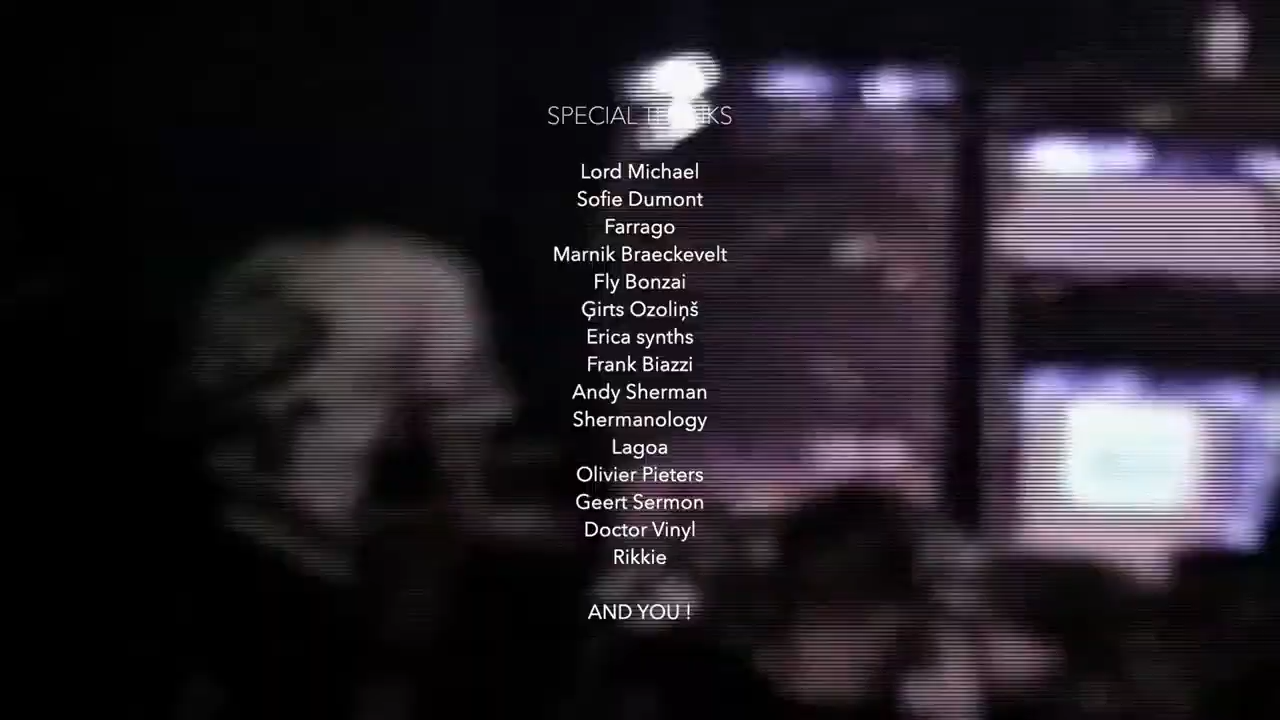 SPECIAL THANKS
Lord Michael
Sofie Dumont
Farrago
Marnik Braeckevelt
Fly Bonzai
Ģirts Ozoliņš
Erica synths
Frank Biazzi
Andy Sherman
Shermanology
Lagoa
Olivier Pieters
Geert Sermon
Doctor Vinyl
Rikkie
AND YOU !